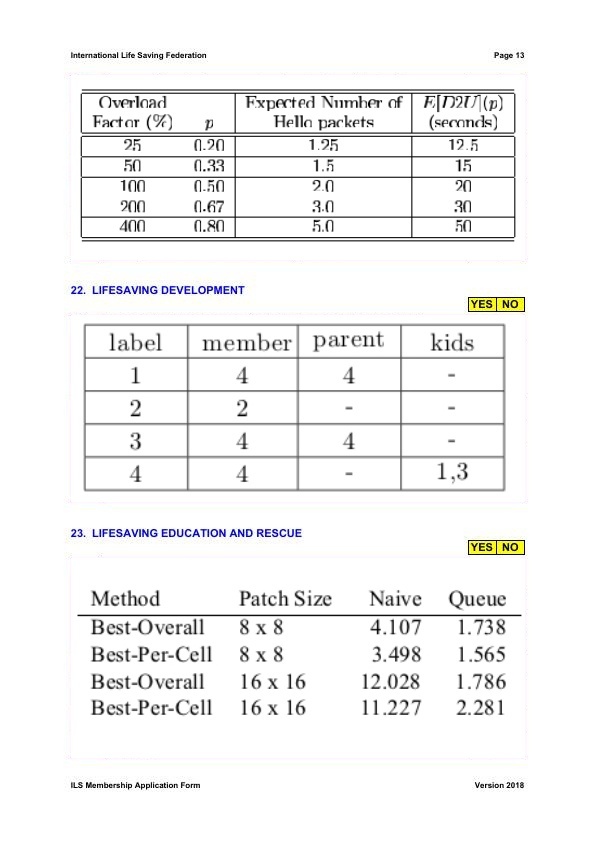 International Life Saving Federation Page 13
Overload Expected Number of E[D2U](p)
Factor (%) p Hello packets (seconds)
25 0.20 1.25 12.5
50 0.33 1.5 15
100 0.50 2.0 20
200 0.67 3.0 30
400 0.80 5.0 50
22. LIFESAVING DEVELOPMENT
YES NO
label member parent kids
1 4 4 -
2 2 - -
3 4 4 -
4 4 - 1,3
23. LIFESAVING EDUCATION AND RESCUE
YES NO
Method Patch Size Naive Queue
Best-Overall 8 x 8 4.107 1.738
Best-Per-Cell 8 x 8 3.498 1.565
Best-Overall 16 x 16 12.028 1.786
Best-Per-Cell 16 x 16 11.227 2.281
ILS Membership Application Form Version 2018